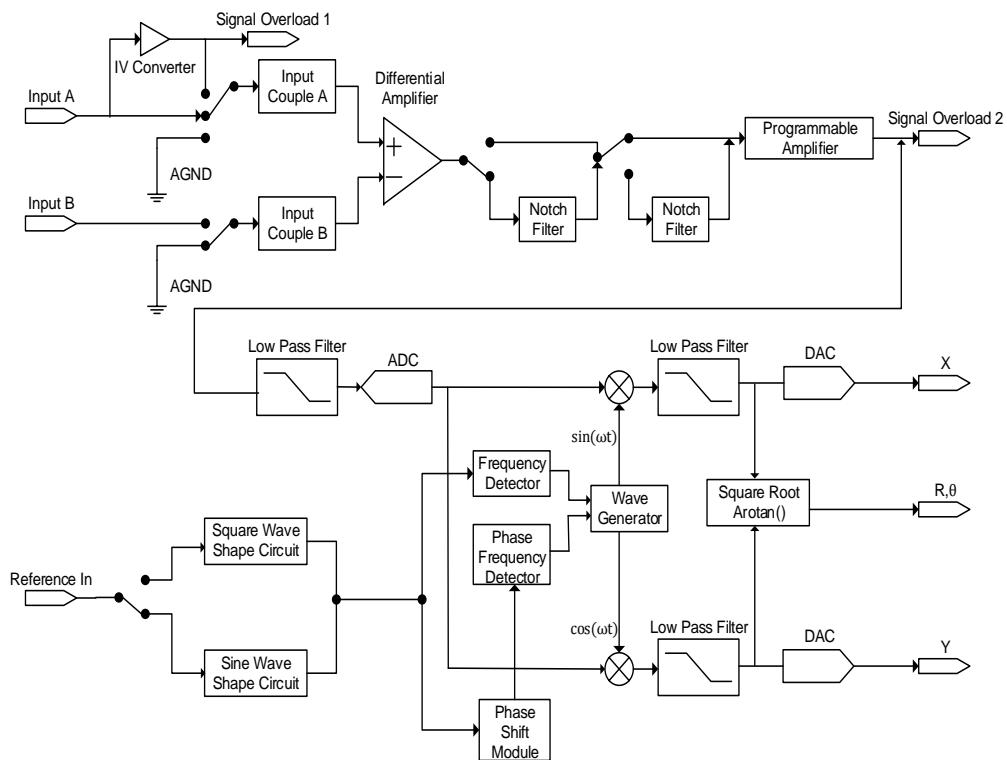 Signal Overload 1
IV Converter
Input A
Input
Couple A
Differential
Amplifier
Programmable
Amplifier
Signal Overload 2
AGND
Input B
Input
Couple B
Notch
Filter
Notch
Filter
AGND
Low Pass Filter
ADC
Low Pass Filter
DAC
X
sin(ωt)
Frequency
Detector
Wave
Generator
Square Root
Arotan()
R,θ
Square Wave
Shape Circuit
Phase
Frequency
Detector
Reference In
cos(ωt)
Low Pass Filter
DAC
Y
Sine Wave
Shape Circuit
Phase
Shift
Module